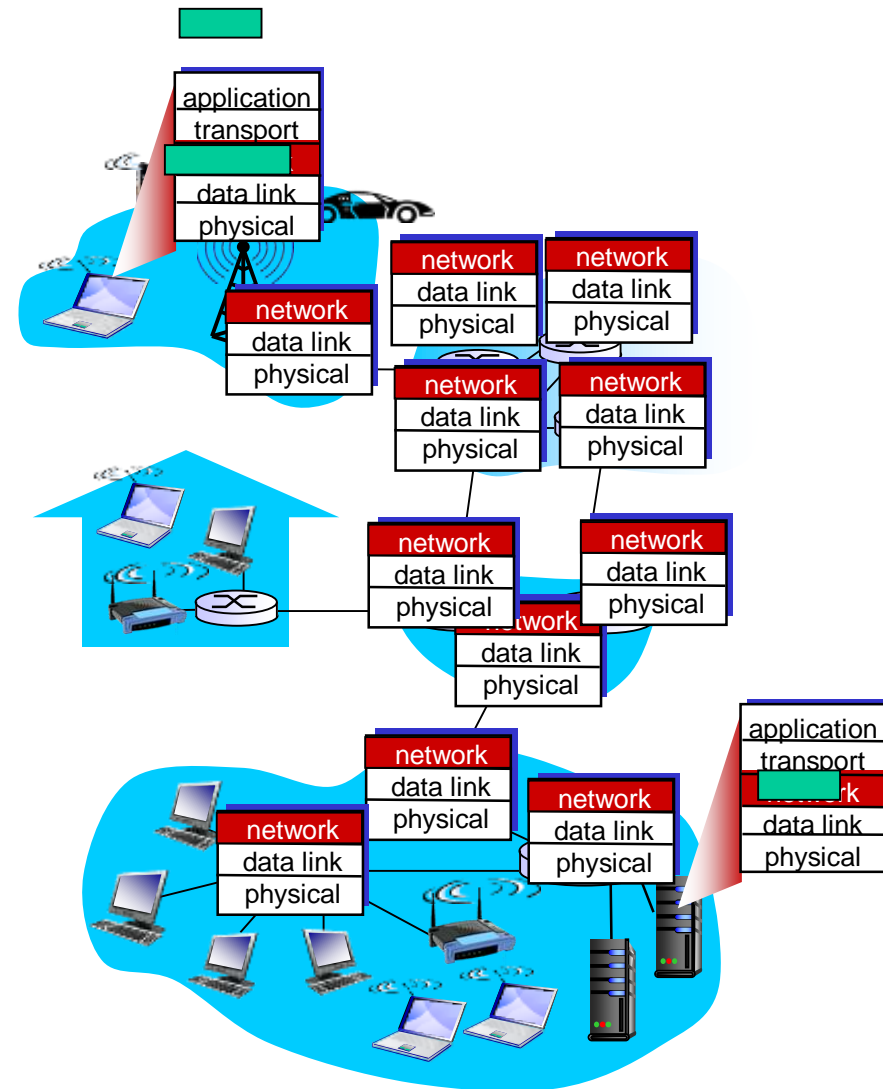 application
transport
data link
physical
network
data link
physical
network
data link
physical
network
data link
physical
network
data link
physical
network
data link
physical
network
data link
physical
network
data link
physical
network
data link
physical
network
data link
physical
network
data link
physical
network
data link
physical
application
transport
data link
physical